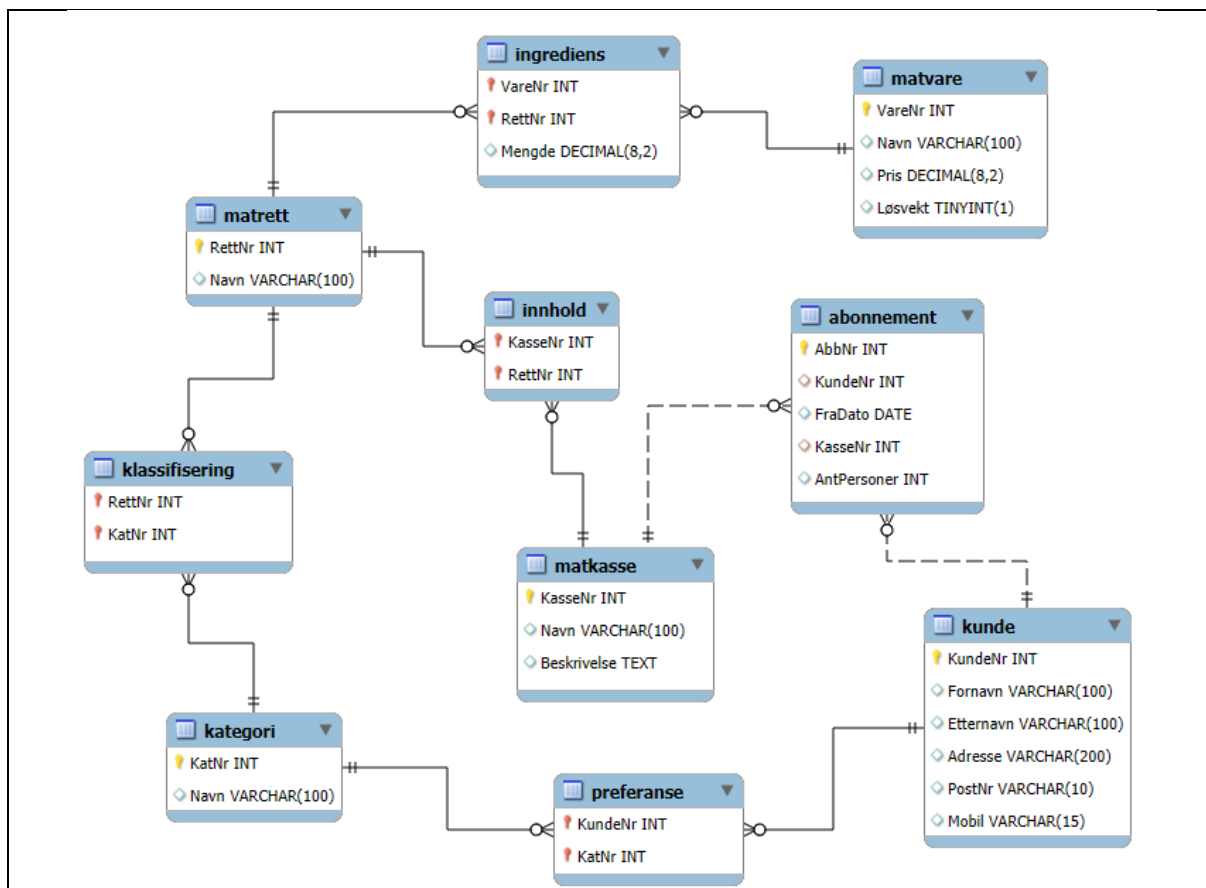 ingrediens
VareNr INT
RettNr INT
Mengde DECIMAL(8,2)
matvare
VareNr INT
Navn VARCHAR(100)
Pris DECIMAL(8,2)
Løsvekt TINYINT(1)
matrett
RettNr INT
Navn VARCHAR(100)
innhold
KasseNr INT
RettNr INT
abonnement
AbbNr INT
KundeNr INT
FraDato DATE
KasseNr INT
AntPersoner INT
klassifisering
RettNr INT
KatNr INT
matkasse
KasseNr INT
Navn VARCHAR(100)
Beskrivelse TEXT
kunde
KundeNr INT
Fornavn VARCHAR(100)
Etternavn VARCHAR(100)
Adresse VARCHAR(200)
PostNr VARCHAR(10)
Mobil VARCHAR(15)
kategori
KatNr INT
Navn VARCHAR(100)
preferanse
KundeNr INT
KatNr INT